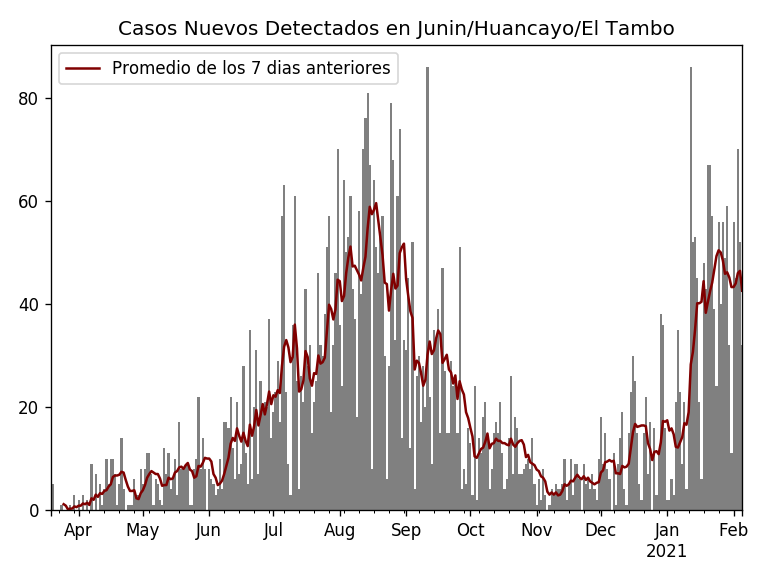 Casos Nuevos Detectados en Junin/Huancayo/El Tambo
Promedio de los 7 dias anteriores
80
60
40
20
0
Apr May Jun Jul Aug Sep Oct Nov Dec Jan Feb
2021